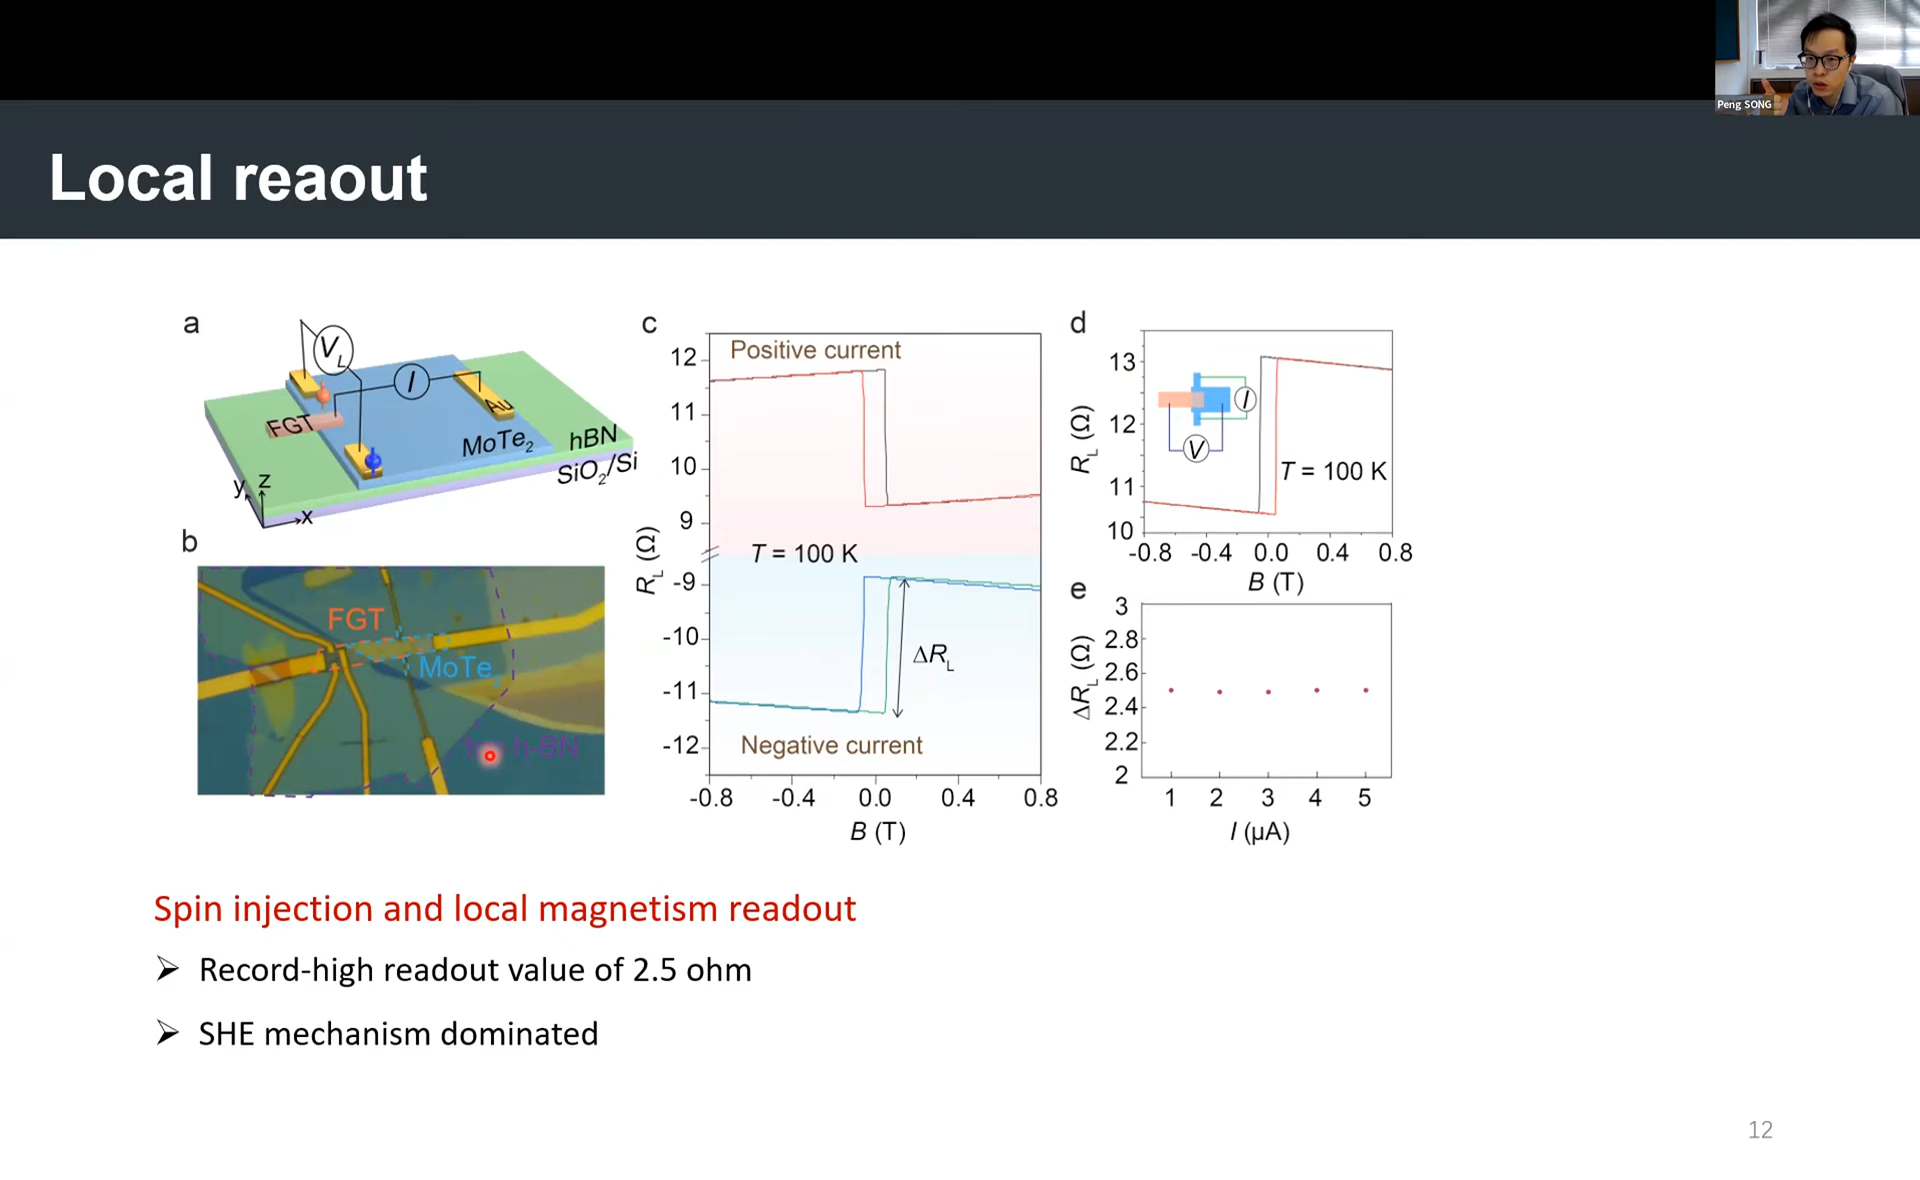 Peng SONG
Local reaout
a
V_L
I
FGT
Au
MoTe₂
hBN
SiO₂/Si
y
z
x
b
FGT
MoTe
h-BN
c
Positive current
12
11
10
9
T = 100 K
R_L (Ω)
-9
-10
-11
-12
ΔR_L
Negative current
-0.8 -0.4 0.0 0.4 0.8
B (T)
d
13
12
11
10
R_L (Ω)
I
V
T = 100 K
-0.8 -0.4 0.0 0.4 0.8
B (T)
e
3
2.8
2.6
2.4
2.2
2
ΔR_L (Ω)
1 2 3 4 5
I (μA)
Spin injection and local magnetism readout
➢ Record-high readout value of 2.5 ohm
➢ SHE mechanism dominated
12